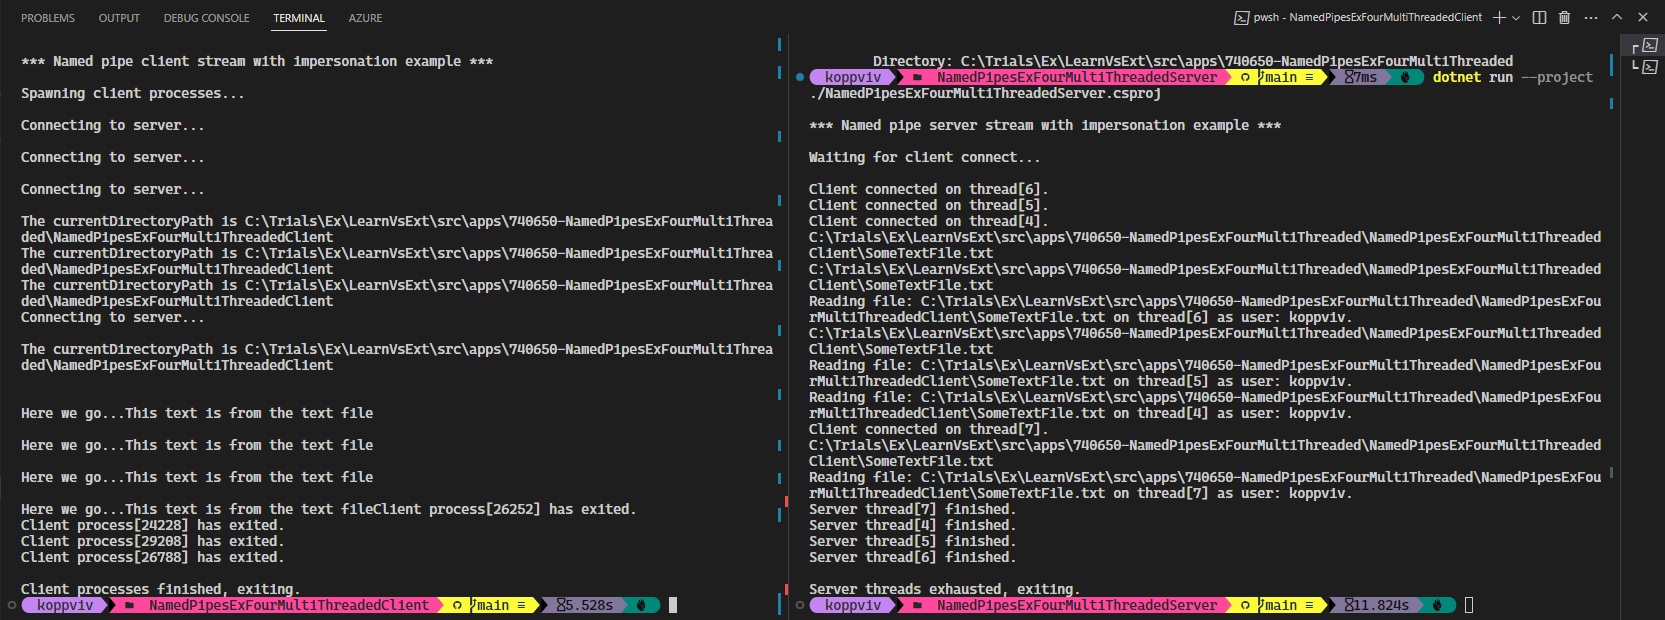 PROBLEMS OUTPUT DEBUG CONSOLE TERMINAL AZURE
pwsh - NamedPipesExFourMultiThreadedClient
*** Named pipe client stream with impersonation example ***
Spawning client processes...
Connecting to server...
Connecting to server...
Connecting to server...
The currentDirectoryPath is C:\Trials\Ex\LearnVsExt\src\apps\740650-NamedPipesExFourMultiThrea
ded\NamedPipesExFourMultiThreadedClient
The currentDirectoryPath is C:\Trials\Ex\LearnVsExt\src\apps\740650-NamedPipesExFourMultiThrea
ded\NamedPipesExFourMultiThreadedClient
The currentDirectoryPath is C:\Trials\Ex\LearnVsExt\src\apps\740650-NamedPipesExFourMultiThrea
ded\NamedPipesExFourMultiThreadedClient
Connecting to server...
The currentDirectoryPath is C:\Trials\Ex\LearnVsExt\src\apps\740650-NamedPipesExFourMultiThrea
ded\NamedPipesExFourMultiThreadedClient
Here we go...This text is from the text file
Here we go...This text is from the text file
Here we go...This text is from the text file
Here we go...This text is from the text fileClient process[26252] has exited.
Client process[24228] has exited.
Client process[29208] has exited.
Client process[26788] has exited.
Client processes finished, exiting.
koppviv NamedPipesExFourMultiThreadedClient main ≡ 5.528s
Directory: C:\Trials\Ex\LearnVsExt\src\apps\740650-NamedPipesExFourMultiThreaded
koppviv NamedPipesExFourMultiThreadedServer main ≡ 7ms dotnet run --project
./NamedPipesExFourMultiThreadedServer.csproj
*** Named pipe server stream with impersonation example ***
Waiting for client connect...
Client connected on thread[6].
Client connected on thread[5].
Client connected on thread[4].
C:\Trials\Ex\LearnVsExt\src\apps\740650-NamedPipesExFourMultiThreaded\NamedPipesExFourMultiThreaded
Client\SomeTextFile.txt
C:\Trials\Ex\LearnVsExt\src\apps\740650-NamedPipesExFourMultiThreaded\NamedPipesExFourMultiThreaded
Client\SomeTextFile.txt
Reading file: C:\Trials\Ex\LearnVsExt\src\apps\740650-NamedPipesExFourMultiThreaded\NamedPipesExFou
rMultiThreadedClient\SomeTextFile.txt on thread[6] as user: koppviv.
C:\Trials\Ex\LearnVsExt\src\apps\740650-NamedPipesExFourMultiThreaded\NamedPipesExFourMultiThreaded
Client\SomeTextFile.txt
Reading file: C:\Trials\Ex\LearnVsExt\src\apps\740650-NamedPipesExFourMultiThreaded\NamedPipesExFou
rMultiThreadedClient\SomeTextFile.txt on thread[5] as user: koppviv.
Reading file: C:\Trials\Ex\LearnVsExt\src\apps\740650-NamedPipesExFourMultiThreaded\NamedPipesExFou
rMultiThreadedClient\SomeTextFile.txt on thread[4] as user: koppviv.
Client connected on thread[7].
C:\Trials\Ex\LearnVsExt\src\apps\740650-NamedPipesExFourMultiThreaded\NamedPipesExFourMultiThreaded
Client\SomeTextFile.txt
Reading file: C:\Trials\Ex\LearnVsExt\src\apps\740650-NamedPipesExFourMultiThreaded\NamedPipesExFou
rMultiThreadedClient\SomeTextFile.txt on thread[7] as user: koppviv.
Server thread[7] finished.
Server thread[4] finished.
Server thread[5] finished.
Server thread[6] finished.
Server threads exhausted, exiting.
koppviv NamedPipesExFourMultiThreadedServer main ≡ 11.824s